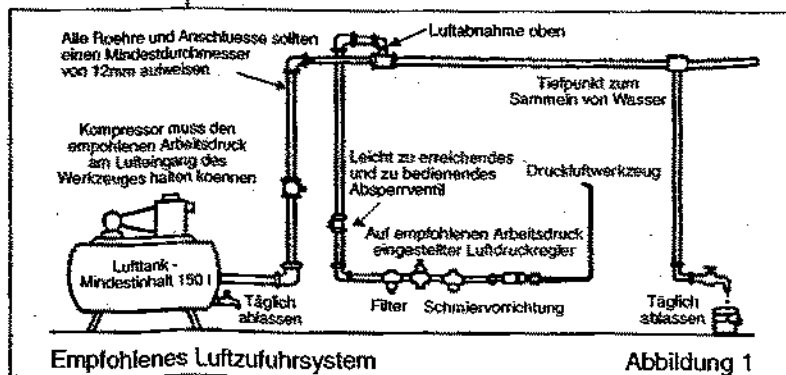 Alle Roehre und Anschluesse sollten
einen Mindestdurchmesser
von 12mm aufweisen
Luftabnahme oben
Tiefpunkt zum
Sammeln von Wasser
Kompressor muss den
empfohlenen Arbeitsdruck
am Lufteingang des
Werkzeuges halten koennen
Leicht zu erreichendes
und zu bedienendes
Absperrventil
Druckluftwerkzeug
Auf empfohlenen Arbeitsdruck
eingestellter Luftdruckregler
Lufttank -
Mindestinhalt 150 l
Täglich
ablassen
Filter
Schmiervorrichtung
Täglich
ablassen
Empfohlenes Luftzufuhrsystem
Abbildung 1